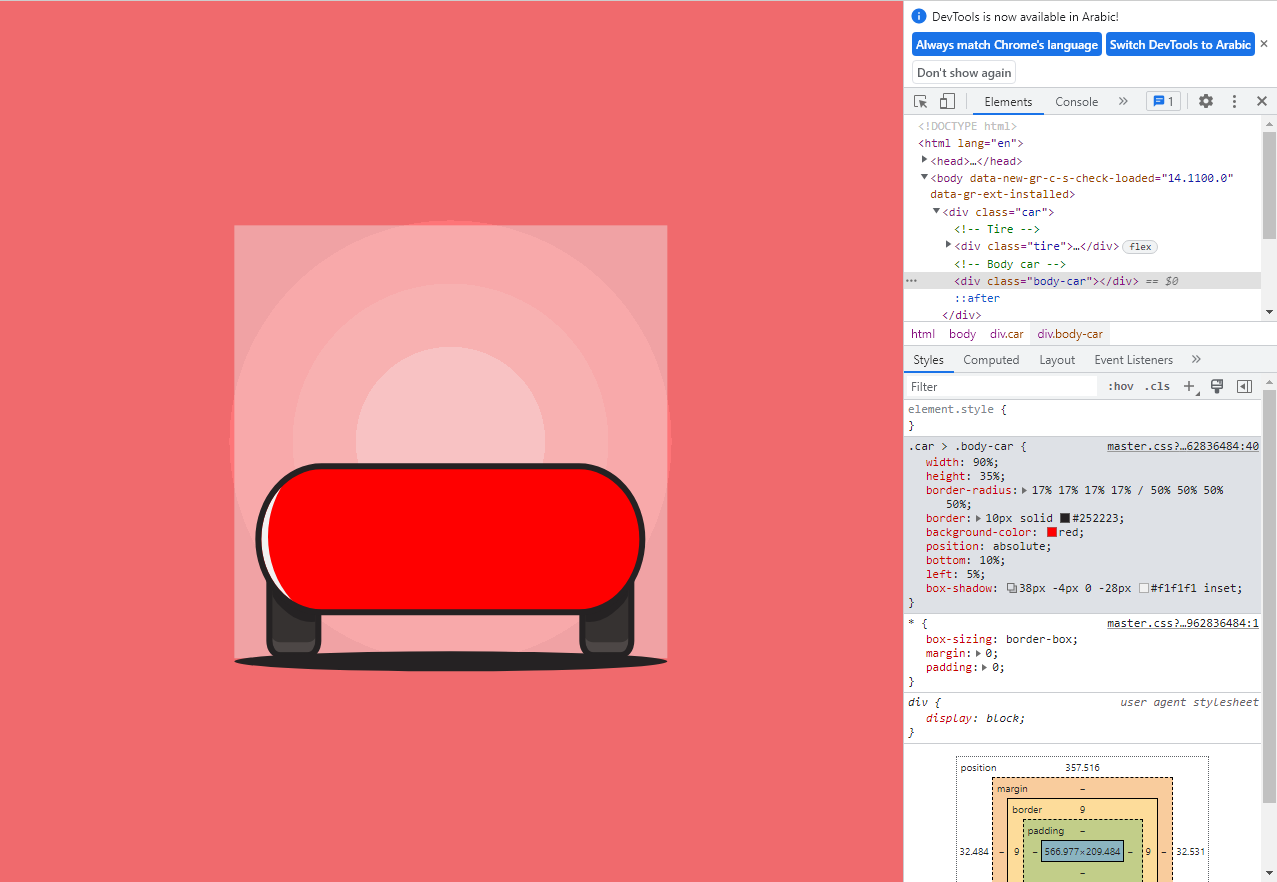 DevTools is now available in Arabic!
Always match Chrome's language
Switch DevTools to Arabic
Don't show again
Elements
Console
1
<!DOCTYPE html>
<html lang="en">
<head>…</head>
<body data-new-gr-c-s-check-loaded="14.1100.0"
data-gr-ext-installed>
<div class="car">
<!-- Tire -->
<div class="tire">…</div> flex
<!-- Body car -->
<div class="body-car"></div> == $0
::after
</div>
html body div.car div.body-car
Styles Computed Layout Event Listeners
Filter :hov .cls
element.style {
}
.car > .body-car { master.css?…62836484:40
width: 90%;
height: 35%;
border-radius: 17% 17% 17% 17% / 50% 50% 50%
50%;
border: 10px solid #252223;
background-color: red;
position: absolute;
bottom: 10%;
left: 5%;
box-shadow: 38px -4px 0 -28px #f1f1f1 inset;
}
* { master.css?…962836484:1
box-sizing: border-box;
margin: 0;
padding: 0;
}
div { user agent stylesheet
display: block;
}
position 357.516
margin –
border 9
padding –
32.484 – 9 – 566.977×209.484 – 9 – 32.531
–